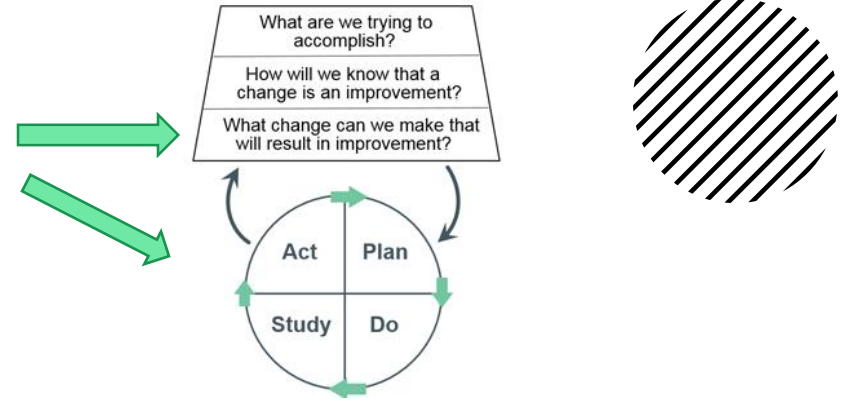 What are we trying to
accomplish?
How will we know that a
change is an improvement?
What change can we make that
will result in improvement?
Act
Plan
Study
Do